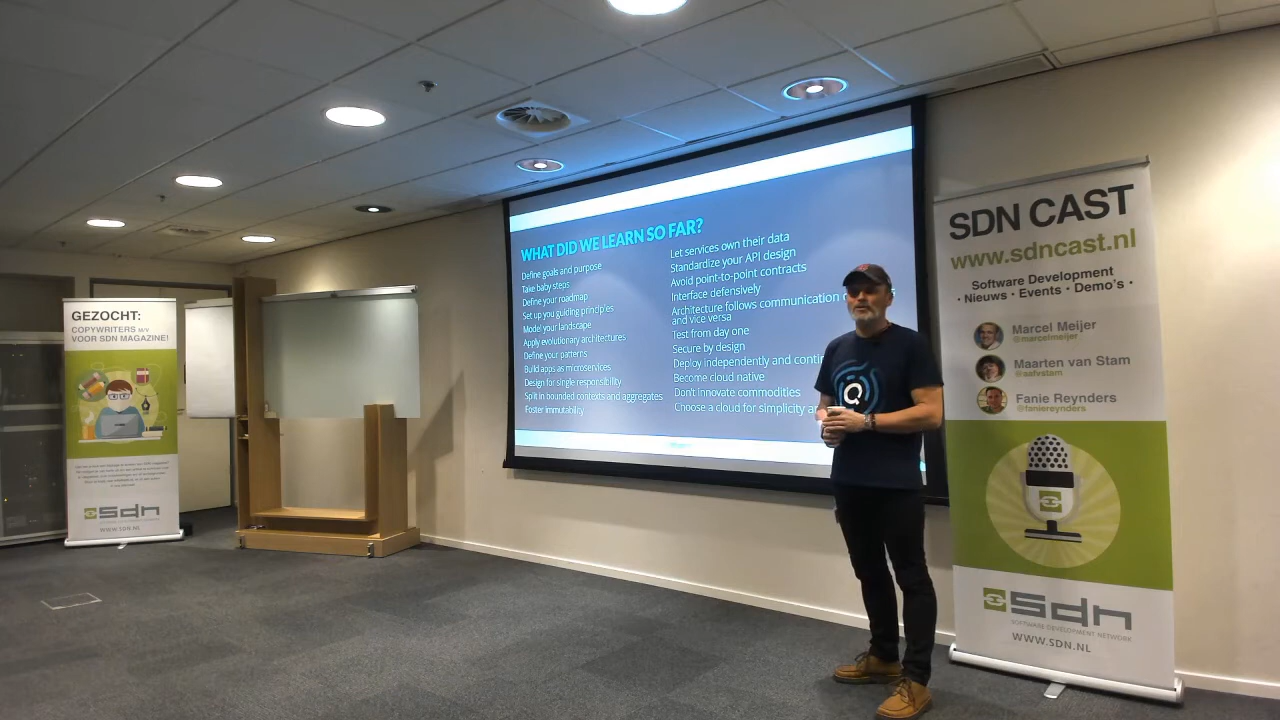 GEZOCHT:
COPYWRITERS M/V
VOOR SDN MAGAZINE!
sdn
WWW.SDN.NL
WHAT DID WE LEARN SO FAR?
Define goals and purpose
Take baby steps
Define your roadmap
Set up you guiding principles
Model your landscape
Apply evolutionary architectures
Define your patterns
Build apps as microservices
Design for single responsibility
Split in bounded contexts and aggregates
Foster immutability
Let services own their data
Standardize your API design
Avoid point-to-point contracts
Interface defensively
Architecture follows communication
and vice versa
Test from day one
Secure by design
Deploy independently and
Become cloud native
Don't innovate commodities
Choose a cloud for simplicity
SDN CAST
www.sdncast.nl
Software Development
· Nieuws · Events · Demo's ·
Marcel Meijer
@marcelmeijer
Maarten van Stam
@aafvstam
Fanie Reynders
@faniereynders
sdn
SOFTWARE DEVELOPMENT NETWORK
WWW.SDN.NL